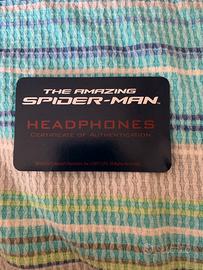 THE AMAZING
SPIDER-MAN
HEADPHONES
CERTIFICATE OF AUTHENTICATION